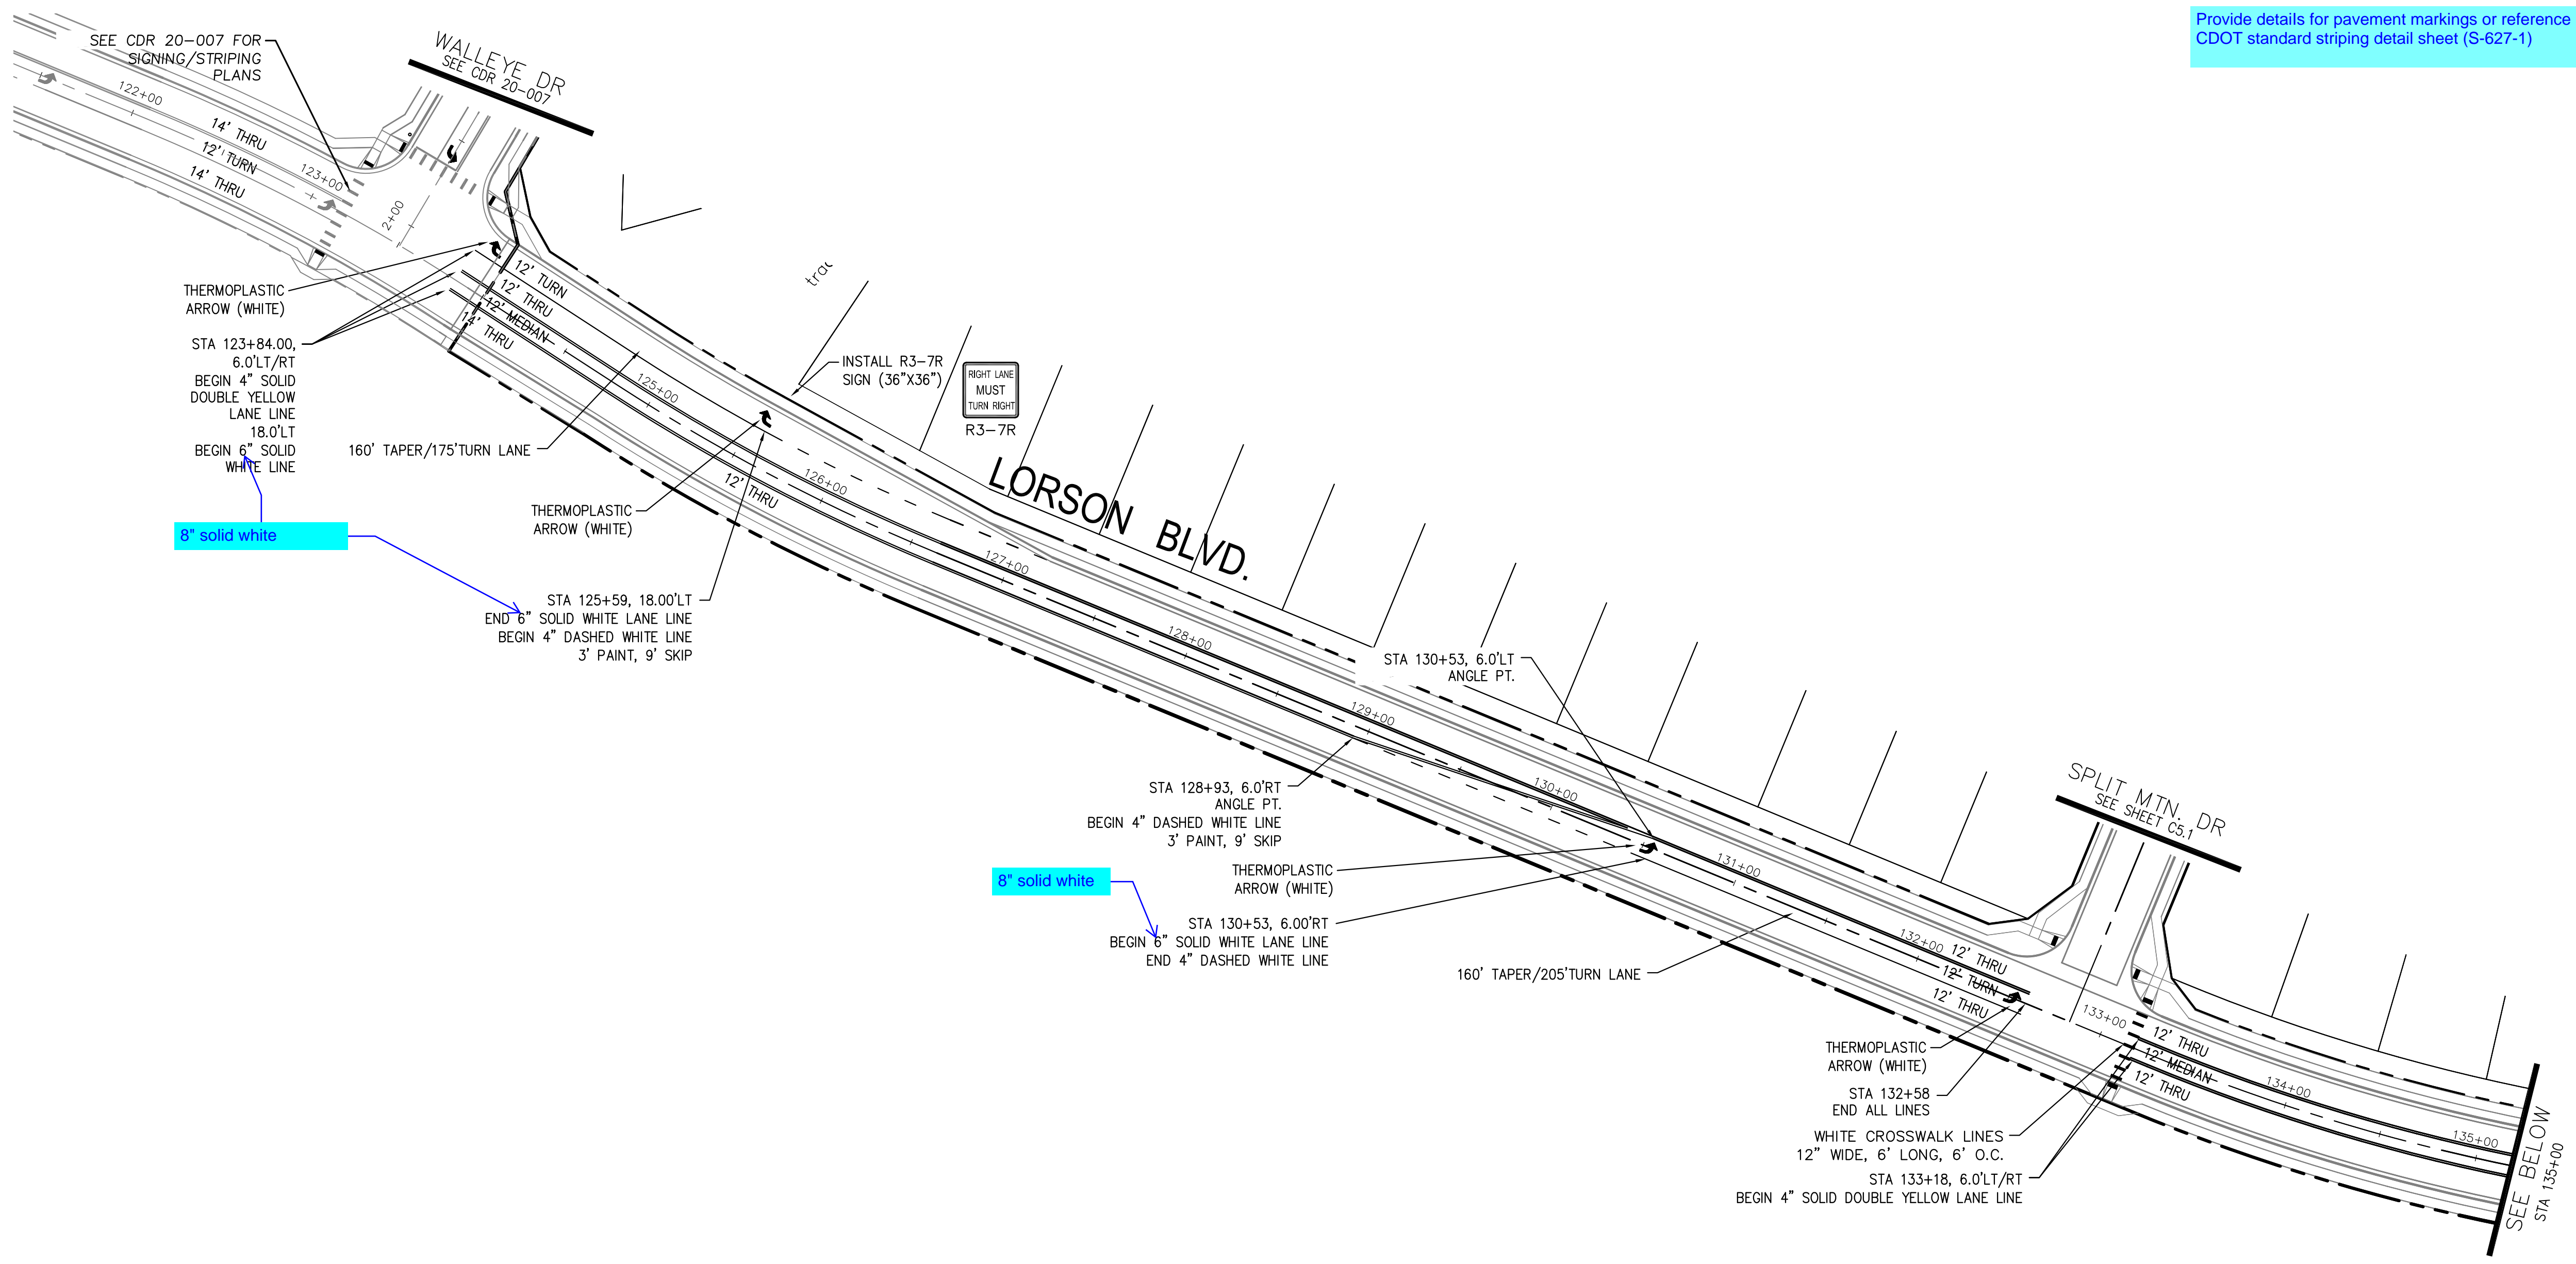 Provide details for pavement markings or reference
CDOT standard striping detail sheet (S-627-1)
SEE CDR 20-007 FOR
SIGNING/STRIPING
PLANS
WALLEYE DR
SEE CDR 20-007
122+00
14' THRU
12' TURN
14' THRU
123+00
2+00
THERMOPLASTIC
ARROW (WHITE)
STA 123+84.00,
6.0'LT/RT
BEGIN 4" SOLID
DOUBLE YELLOW
LANE LINE
18.0'LT
BEGIN 6" SOLID
WHITE LINE
8" solid white
12' TURN
12' THRU
12' MEDIAN
14' THRU
trac
125+00
160' TAPER/175'TURN LANE
INSTALL R3-7R
SIGN (36"X36")
RIGHT LANE
MUST
TURN RIGHT
R3-7R
THERMOPLASTIC
ARROW (WHITE)
126+00
12' THRU
STA 125+59, 18.00'LT
END 6" SOLID WHITE LANE LINE
BEGIN 4" DASHED WHITE LINE
3' PAINT, 9' SKIP
LORSON BLVD.
127+00
128+00
129+00
STA 130+53, 6.0'LT
ANGLE PT.
STA 128+93, 6.0'RT
ANGLE PT.
BEGIN 4" DASHED WHITE LINE
3' PAINT, 9' SKIP
130+00
THERMOPLASTIC
ARROW (WHITE)
8" solid white
STA 130+53, 6.00'RT
BEGIN 6" SOLID WHITE LANE LINE
END 4" DASHED WHITE LINE
131+00
160' TAPER/205'TURN LANE
SPLIT MTN. DR
SEE SHEET C5.1
132+00
12' THRU
12' TURN
12' THRU
THERMOPLASTIC
ARROW (WHITE)
STA 132+58
END ALL LINES
133+00
12' THRU
12' MEDIAN
12' THRU
134+00
WHITE CROSSWALK LINES
12" WIDE, 6' LONG, 6' O.C.
STA 133+18, 6.0'LT/RT
BEGIN 4" SOLID DOUBLE YELLOW LANE LINE
135+00
SEE BELOW
STA 135+00